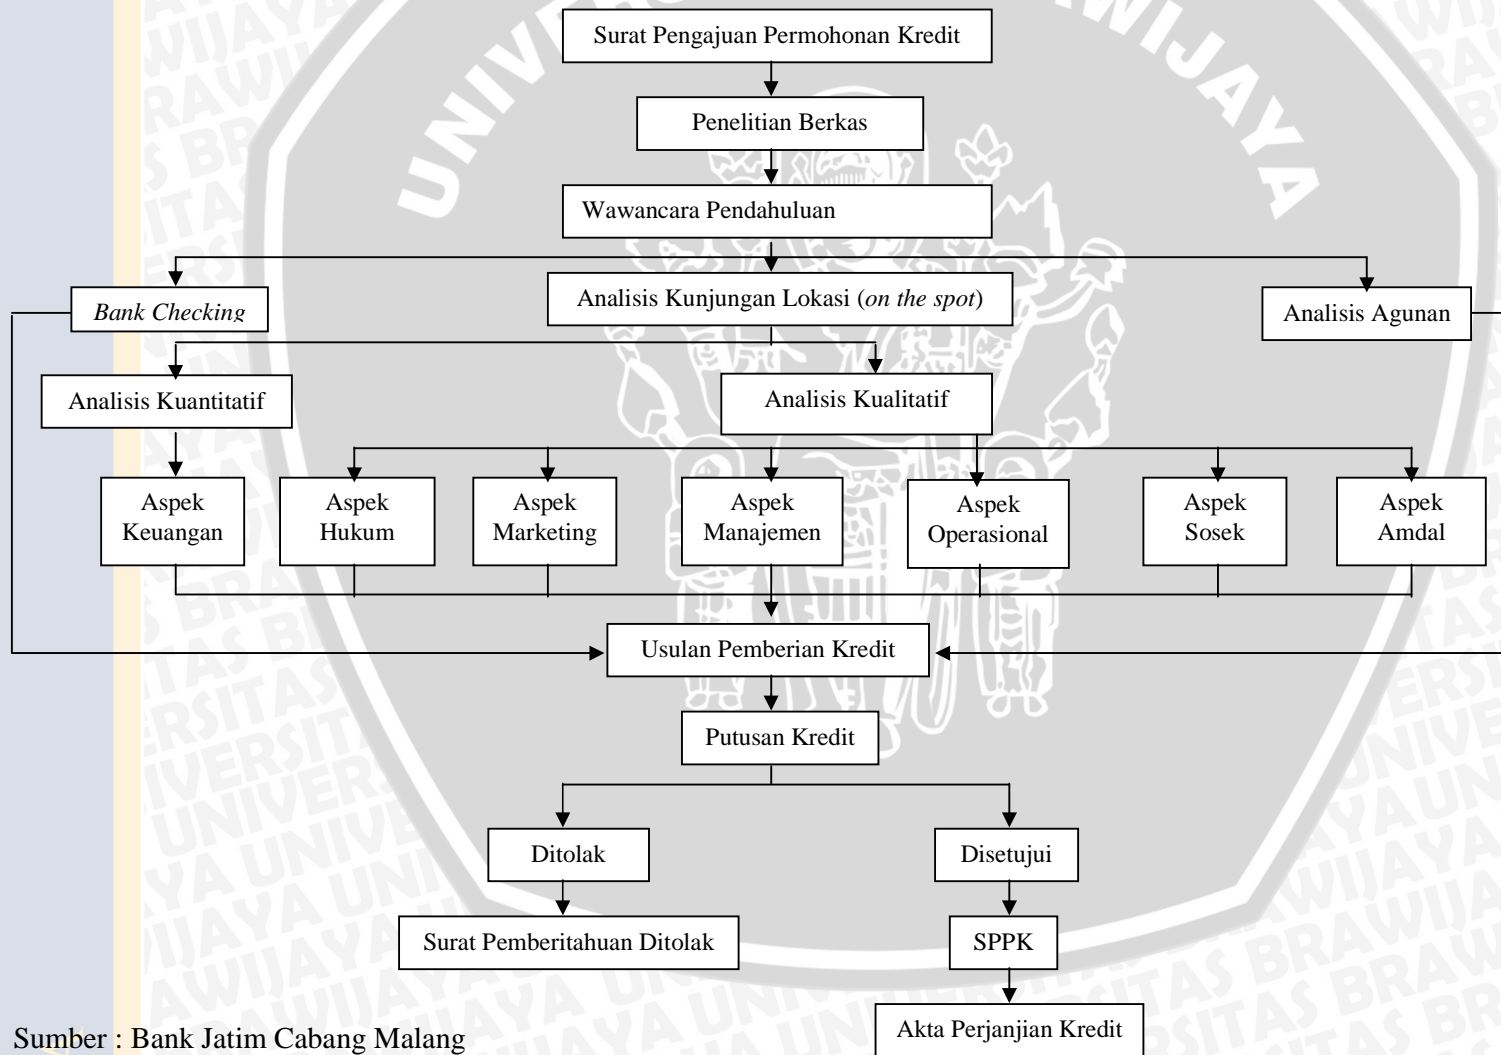 UNIVERSITAS BRAWIJAYA
Surat Pengajuan Permohonan Kredit
Penelitian Berkas
Wawancara Pendahuluan
Bank Checking
Analisis Kunjungan Lokasi (on the spot)
Analisis Agunan
Analisis Kuantitatif
Analisis Kualitatif
Aspek
Keuangan
Aspek
Hukum
Aspek
Marketing
Aspek
Manajemen
Aspek
Operasional
Aspek
Sosek
Aspek
Amdal
Usulan Pemberian Kredit
Putusan Kredit
Ditolak
Disetujui
Surat Pemberitahuan Ditolak
SPPK
Akta Perjanjian Kredit
Sumber : Bank Jatim Cabang Malang